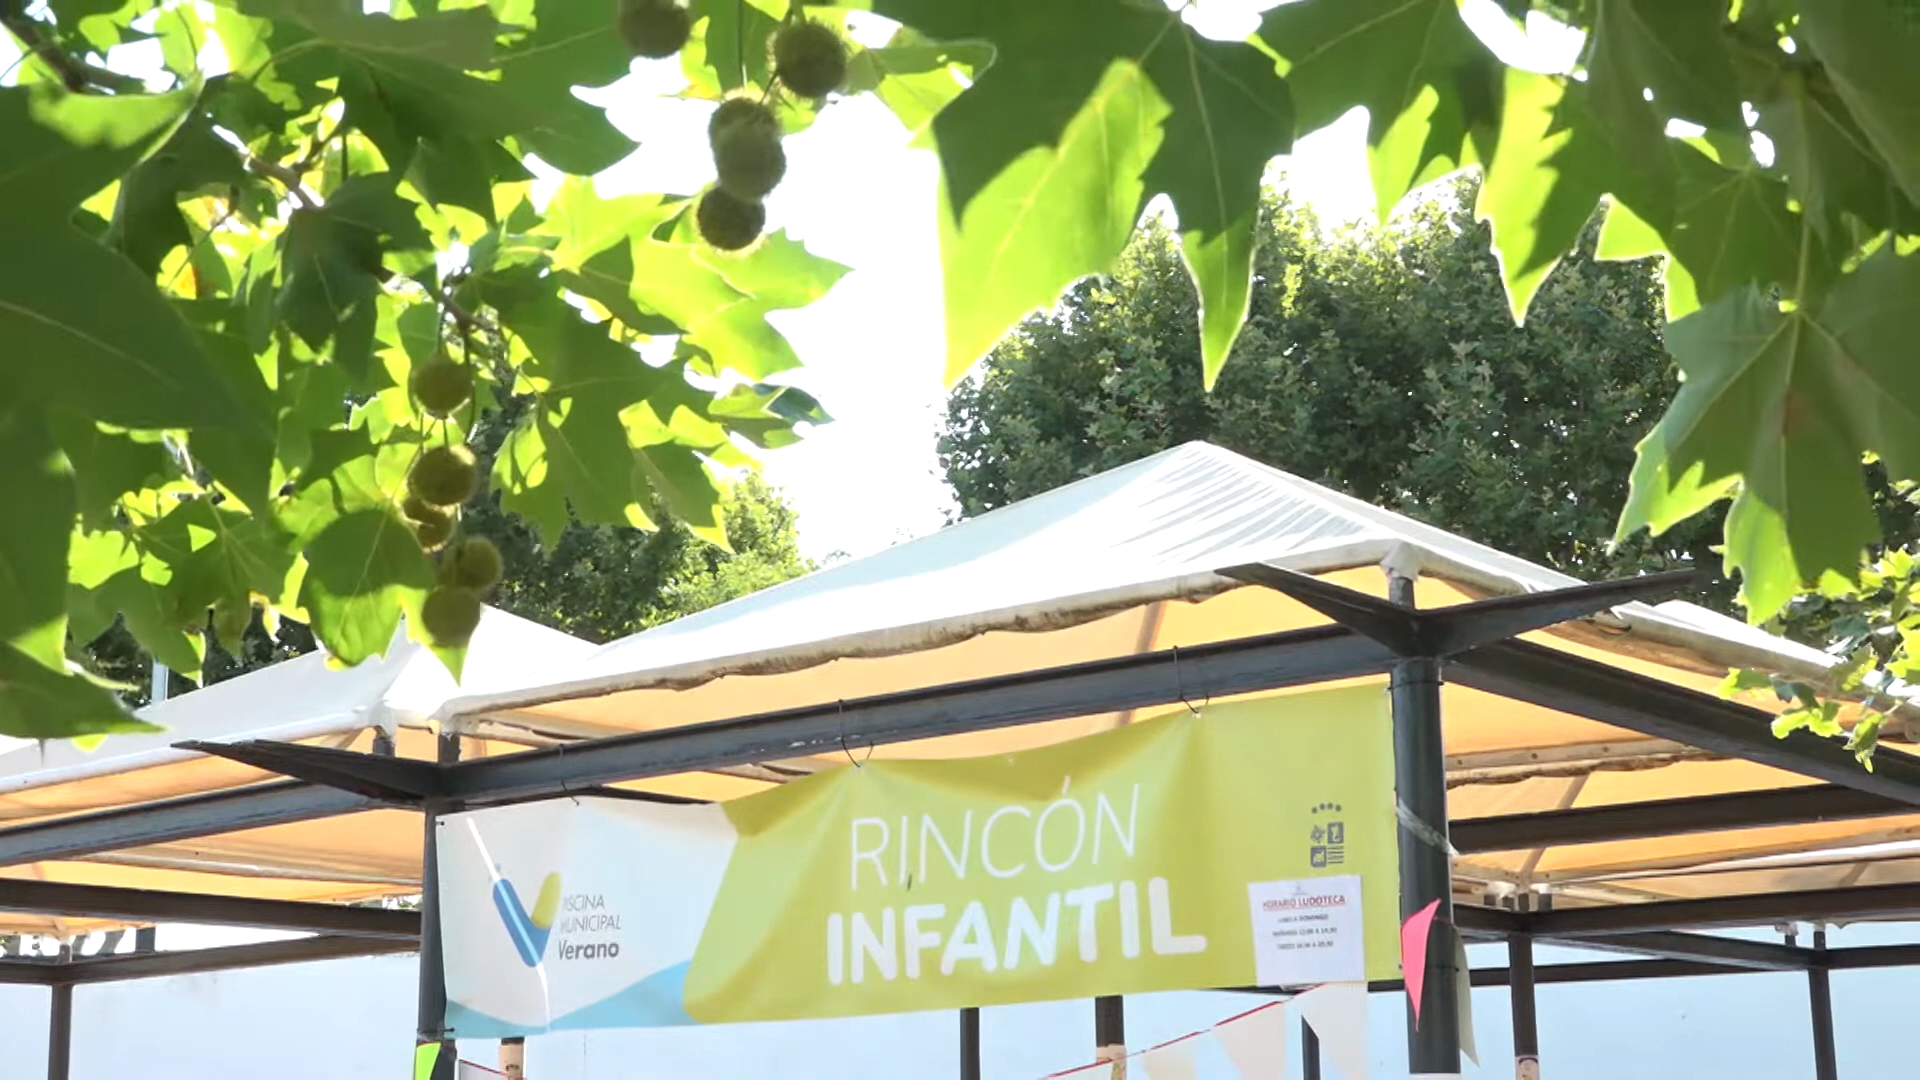 RINCÓN
INFANTIL
PISCINA
MUNICIPAL
Verano
HORARIO LUDOTECA